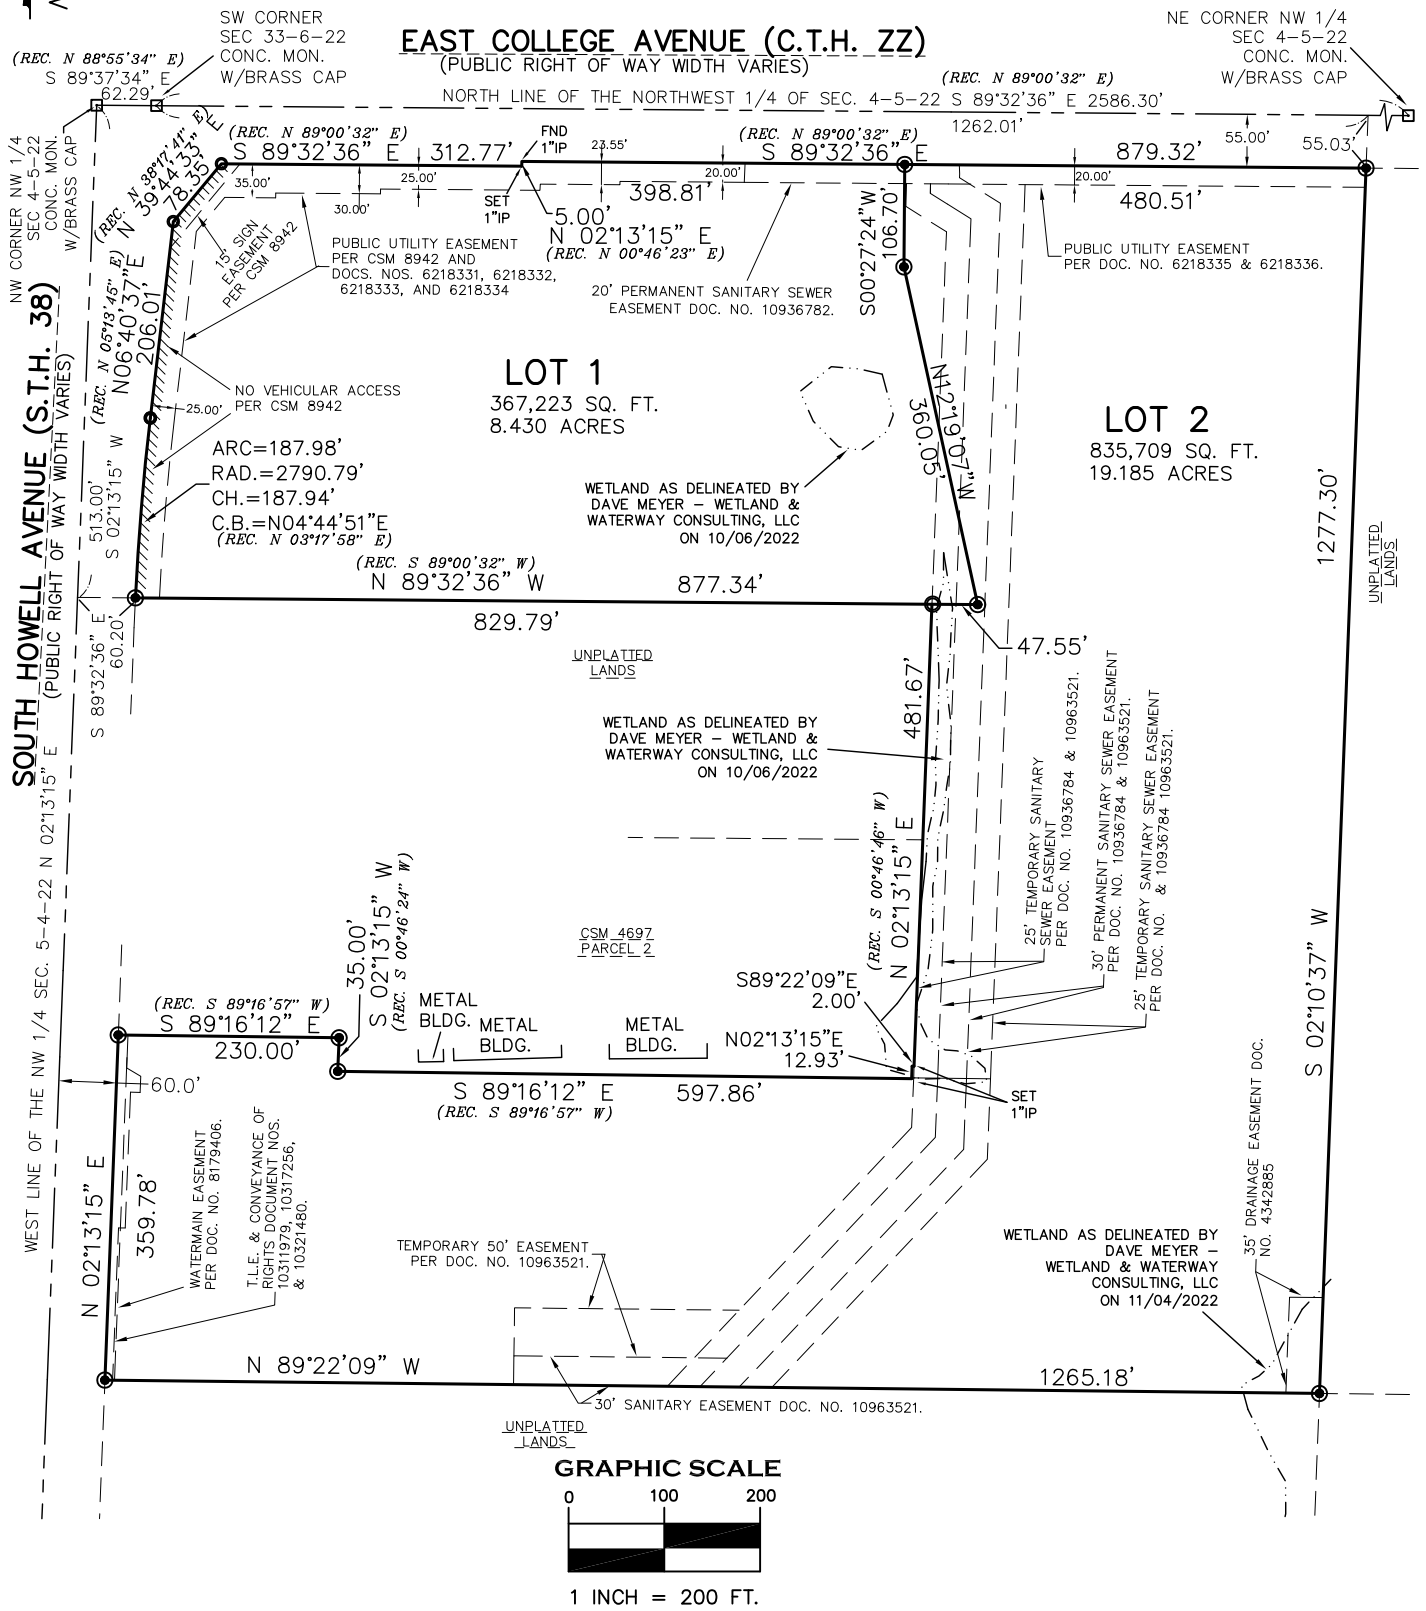 SW CORNER
SEC 33-6-22
CONC. MON.
W/BRASS CAP
(REC. N 88°55'34" E)
S 89°37'34" E
62.29'
EAST COLLEGE AVENUE (C.T.H. ZZ)
(PUBLIC RIGHT OF WAY WIDTH VARIES)
NE CORNER NW 1/4
SEC 4-5-22
CONC. MON.
W/BRASS CAP
(REC. N 89°00'32" E)
NORTH LINE OF THE NORTHWEST 1/4 OF SEC. 4-5-22 S 89°32'36" E 2586.30'
1262.01'
NW CORNER NW 1/4
SEC 4-5-22
CONC. MON.
W/BRASS CAP
(REC. N 38°17'41" E)
N 39°44'33" E
78.35'
(REC. N 89°00'32" E)
S 89°32'36" E 312.77'
FND
1"IP
23.55'
(REC. N 89°00'32" E)
S 89°32'36" E
879.32'
55.00'
55.03'
35.00'
30.00'
25.00'
SET
1"IP
20.00'
20.00'
398.81'
480.51'
5.00'
N 02°13'15" E
(REC. N 00°46'23" E)
15' SIGN
EASEMENT
PER CSM 8942
PUBLIC UTILITY EASEMENT
PER CSM 8942 AND
DOCS. NOS. 6218331, 6218332,
6218333, AND 6218334
20' PERMANENT SANITARY SEWER
EASEMENT DOC. NO. 10936782.
S00°27'24"W
106.70'
PUBLIC UTILITY EASEMENT
PER DOC. NO. 6218335 & 6218336.
(REC. N 05°13'45" E)
N06°40'37"E
206.01'
SOUTH HOWELL AVENUE (S.T.H. 38)
(PUBLIC RIGHT OF WAY WIDTH VARIES)
513.00'
S 02°13'15" W
NO VEHICULAR ACCESS
PER CSM 8942
25.00'
LOT 1
367,223 SQ. FT.
8.430 ACRES
N12°19'07"W
360.05'
LOT 2
835,709 SQ. FT.
19.185 ACRES
ARC=187.98'
RAD.=2790.79'
CH.=187.94'
C.B.=N04°44'51"E
(REC. N 03°17'58" E)
WETLAND AS DELINEATED BY
DAVE MEYER – WETLAND &
WATERWAY CONSULTING, LLC
ON 10/06/2022
1277.30'
UNPLATTED
LANDS
(REC. S 89°00'32" W)
N 89°32'36" W
877.34'
829.79'
S 89°32'36" E
60.20'
UNPLATTED
LANDS
47.55'
481.67'
WETLAND AS DELINEATED BY
DAVE MEYER – WETLAND &
WATERWAY CONSULTING, LLC
ON 10/06/2022
25' TEMPORARY SANITARY
SEWER EASEMENT
PER DOC. NO. 10936784 & 10963521.
30' PERMANENT SANITARY SEWER EASEMENT
PER DOC. NO. 10936784 & 10963521.
25' TEMPORARY SANITARY SEWER EASEMENT
PER DOC. NO. & 10936784 10963521.
(REC. S 00°46'46" W)
N 02°13'15" E
WEST LINE OF THE NW 1/4 SEC. 5-4-22 N 02°13'15" E
35.00'
S 02°13'15" W
(REC. S 00°46'24" W)
CSM 4697
PARCEL 2
S89°22'09"E
2.00'
S 02°10'37" W
(REC. S 89°16'57" W)
S 89°16'12" E
230.00'
METAL
BLDG.
METAL
BLDG.
METAL
BLDG.
N02°13'15"E
12.93'
60.0'
S 89°16'12" E
597.86'
(REC. S 89°16'57" W)
SET
1"IP
N 02°13'15" E
359.78'
WATERMAIN EASEMENT
PER DOC. NO. 8179406.
T.L.E. & CONVEYANCE OF
RIGHTS DOCUMENT NOS.
10311979, 10317256,
& 10321480.
TEMPORARY 50' EASEMENT
PER DOC. NO. 10963521.
WETLAND AS DELINEATED BY
DAVE MEYER –
WETLAND & WATERWAY
CONSULTING, LLC
ON 11/04/2022
35' DRAINAGE EASEMENT DOC.
NO. 4342885
N 89°22'09" W
1265.18'
30' SANITARY EASEMENT DOC. NO. 10963521.
UNPLATTED
LANDS
GRAPHIC SCALE
0 100 200
1 INCH = 200 FT.